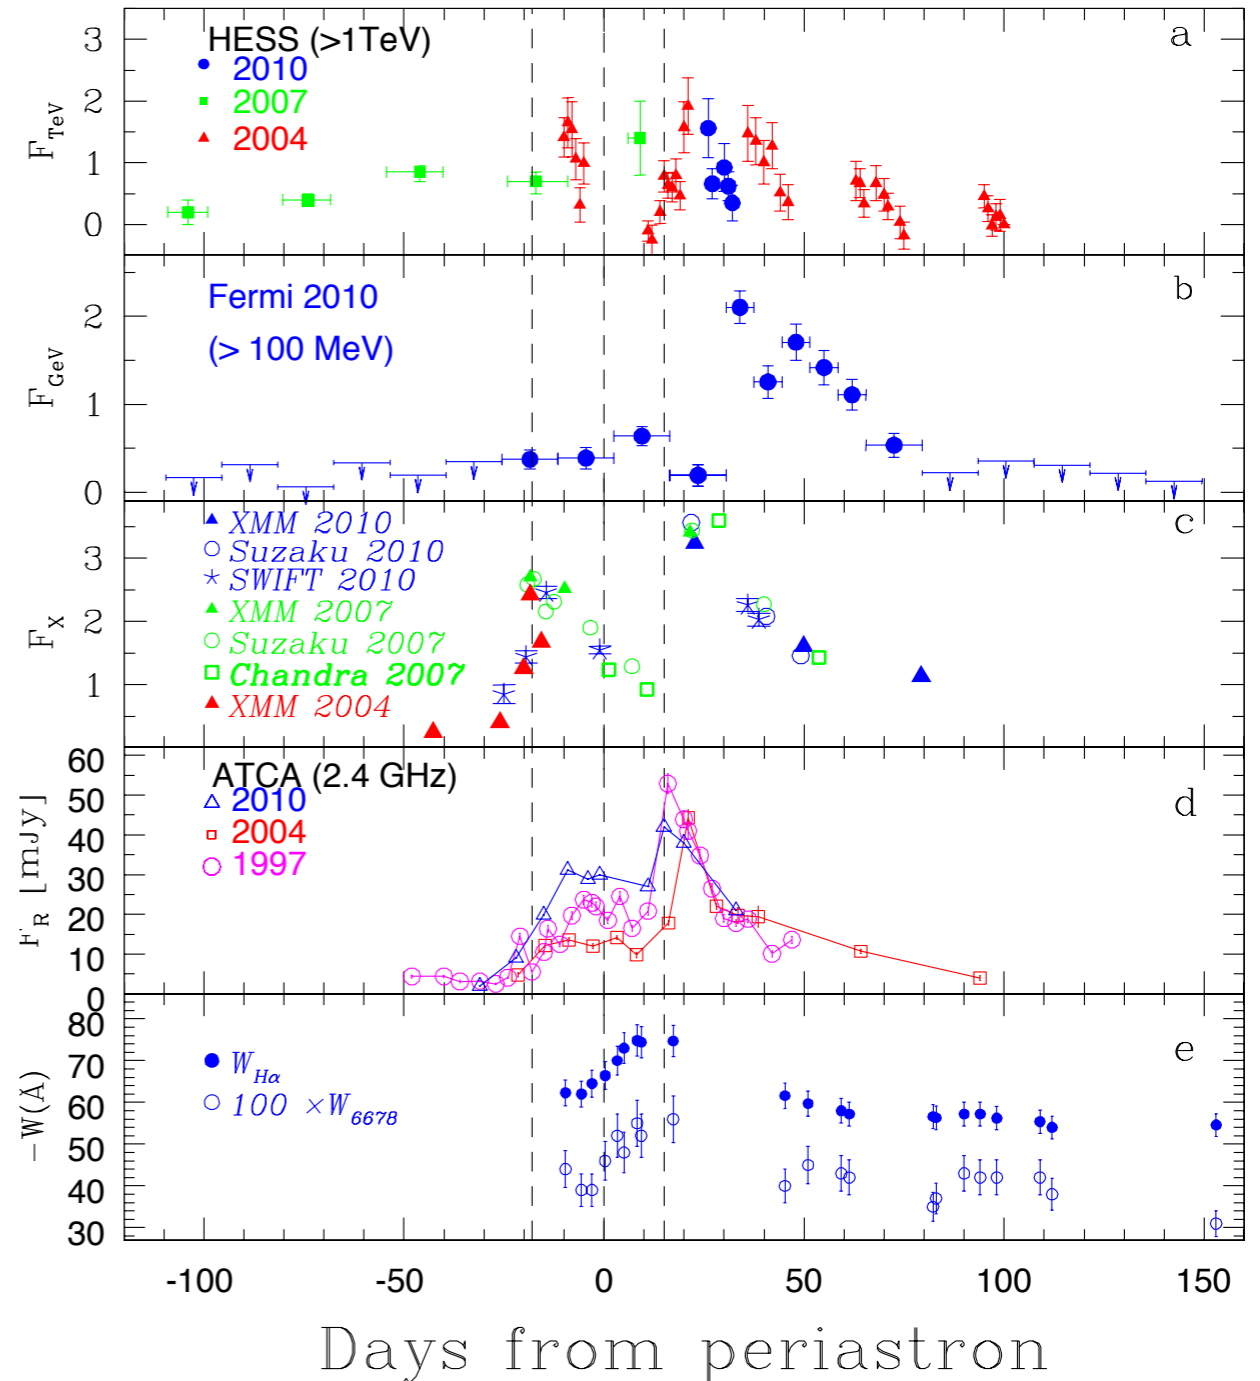 HESS (>1TeV)
2010
2007
2004
a
3
2
1
0
F_TeV
Fermi 2010
(> 100 MeV)
b
2
1
0
F_GeV
XMM 2010
Suzaku 2010
SWIFT 2010
XMM 2007
Suzaku 2007
Chandra 2007
XMM 2004
c
3
2
1
F_X
ATCA (2.4 GHz)
2010
2004
1997
d
60
50
40
30
20
10
0
F_R [mJy]
W_Hα
100 ×W_6678
e
80
70
60
50
40
30
-W(Å)
-100 -50 0 50 100 150
Days from periastron